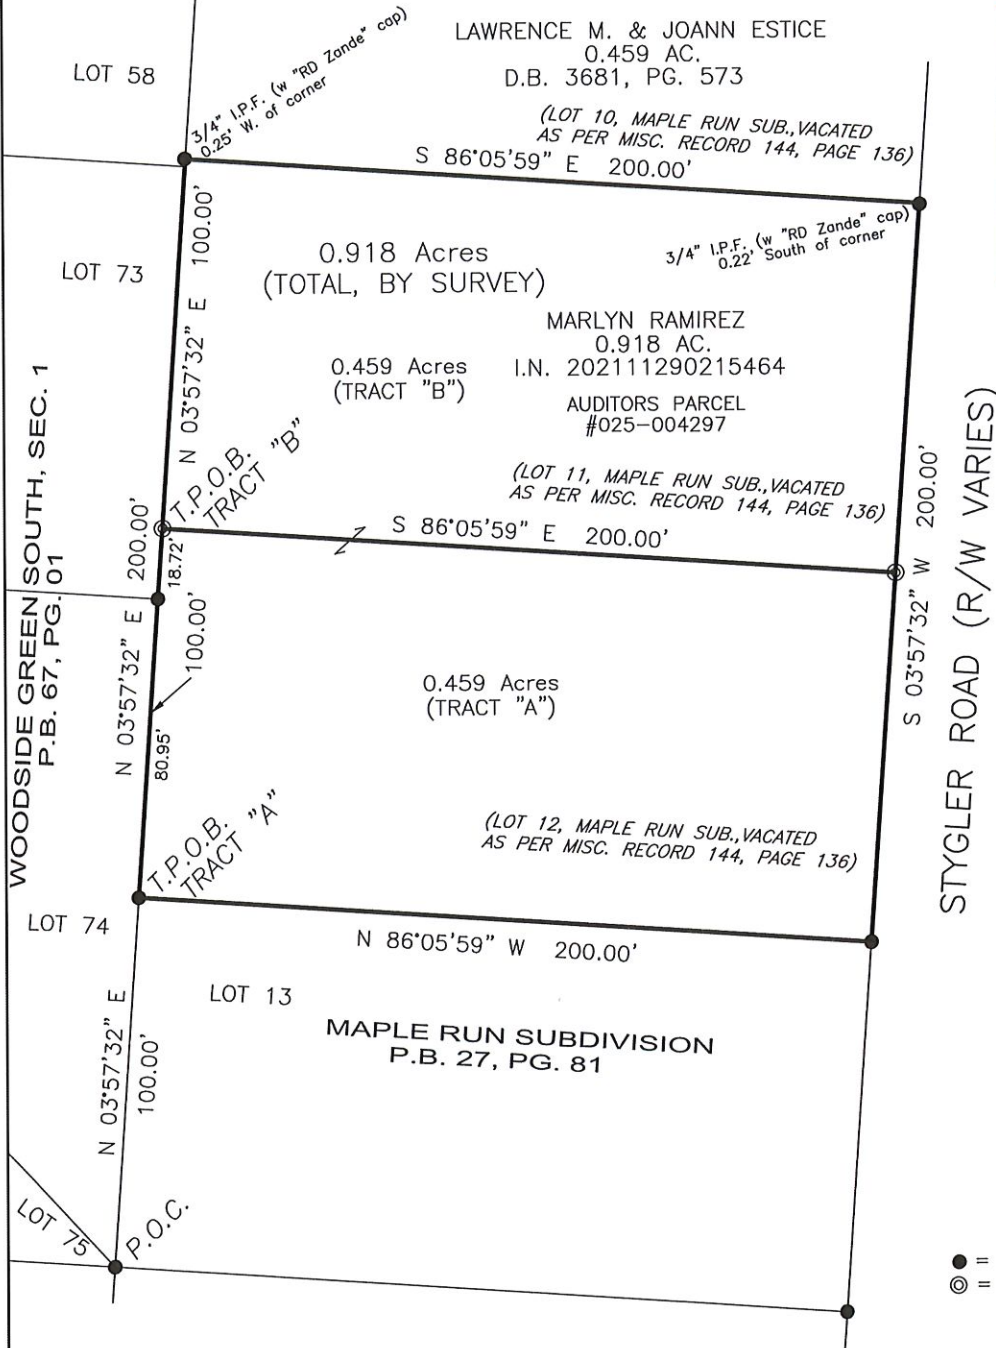 LAWRENCE M. & JOANN ESTICE
0.459 AC.
D.B. 3681, PG. 573
(LOT 10, MAPLE RUN SUB.,VACATED
AS PER MISC. RECORD 144, PAGE 136)
LOT 58
3/4" I.P.F. (w "RD Zande" cap)
0.25' W. of corner
S 86°05'59" E 200.00'
3/4" I.P.F. (w "RD Zande" cap)
0.22' South of corner
LOT 73
N 03°57'32" E 100.00'
0.918 Acres
(TOTAL, BY SURVEY)
MARLYN RAMIREZ
0.918 AC.
I.N. 202111290215464
AUDITORS PARCEL
#025-004297
0.459 Acres
(TRACT "B")
(LOT 11, MAPLE RUN SUB.,VACATED
AS PER MISC. RECORD 144, PAGE 136)
T.P.O.B.
TRACT "B"
S 86°05'59" E 200.00'
WOODSIDE GREEN SOUTH, SEC. 1
P.B. 67, PG. 01
N 03°57'32" E 200.00'
18.72'
100.00'
80.95'
S 03°57'32" W 200.00'
STYGLER ROAD (R/W VARIES)
0.459 Acres
(TRACT "A")
(LOT 12, MAPLE RUN SUB.,VACATED
AS PER MISC. RECORD 144, PAGE 136)
T.P.O.B.
TRACT "A"
N 86°05'59" W 200.00'
LOT 74
LOT 13
MAPLE RUN SUBDIVISION
P.B. 27, PG. 81
N 03°57'32" E
100.00'
LOT 75
P.O.C.
=
=